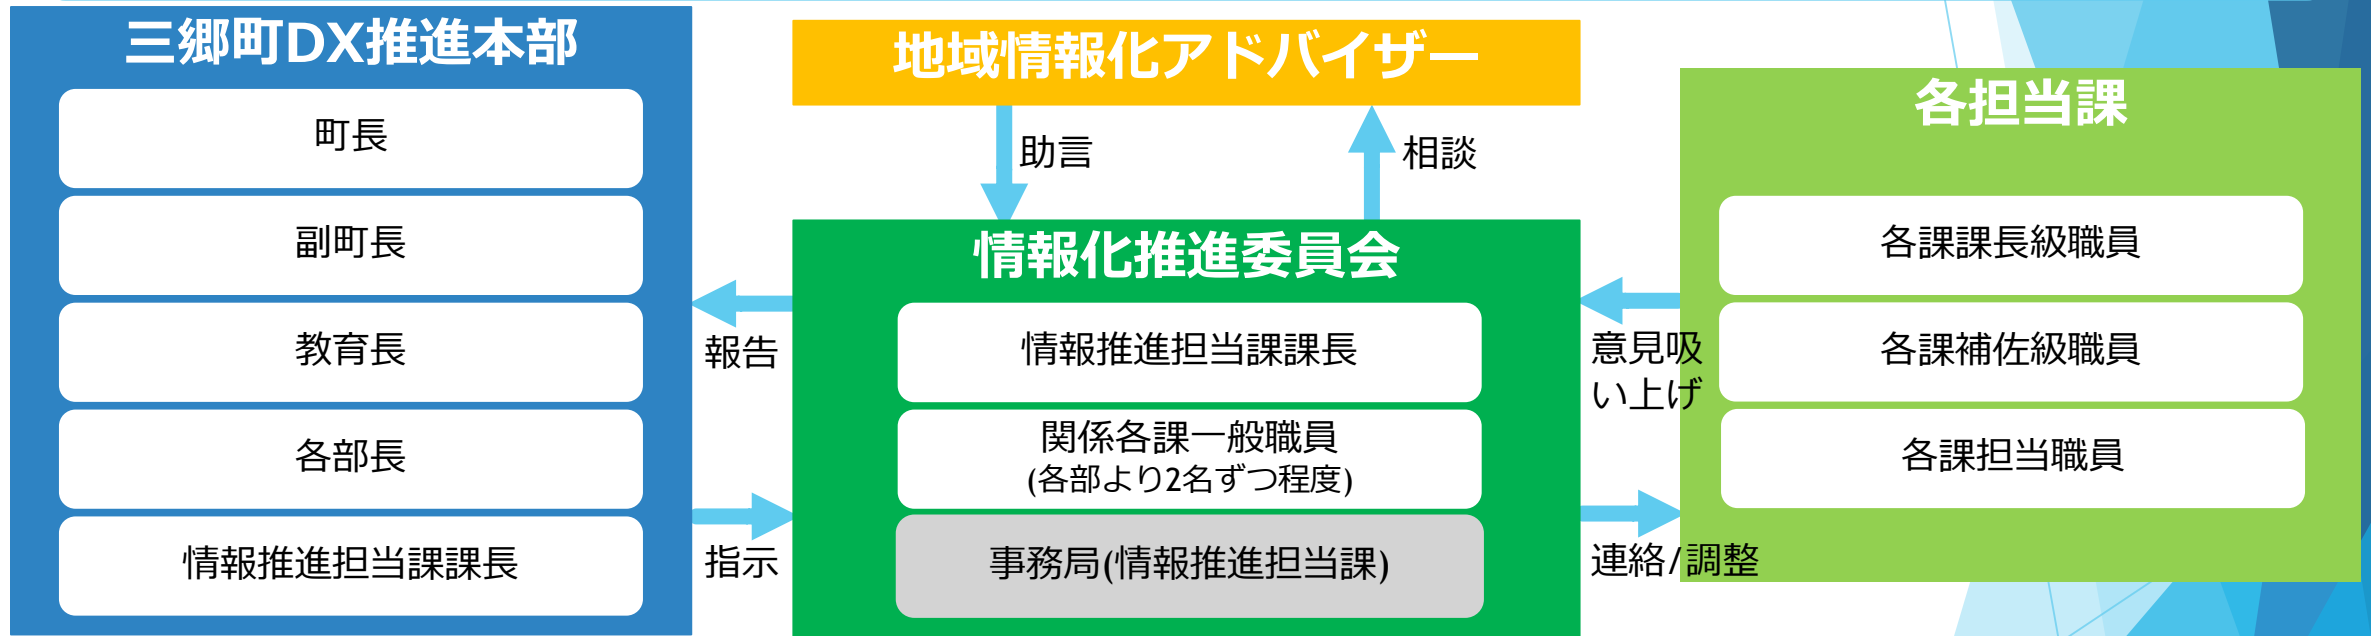 三郷町DX推進本部
町長
副町長
教育長
各部長
情報推進担当課課長
報告
指示
地域情報化アドバイザー
助言
相談
情報化推進委員会
情報推進担当課課長
関係各課一般職員
(各部より2名ずつ程度)
事務局(情報推進担当課)
意見吸
い上げ
連絡/調整
各担当課
各課課長級職員
各課補佐級職員
各課担当職員